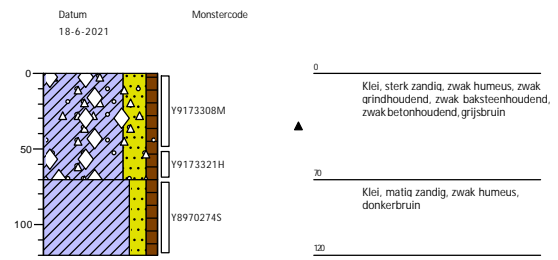 Datum Monstercode
18-6-2021
0
0
Klei, sterk zandig, zwak humeus, zwak
grindhoudend, zwak baksteenhoudend,
zwak betonhoudend, grijsbruin
Y9173308M
50
Y9173321H
70
Klei, matig zandig, zwak humeus,
donkerbruin
Y8970274S
100
120